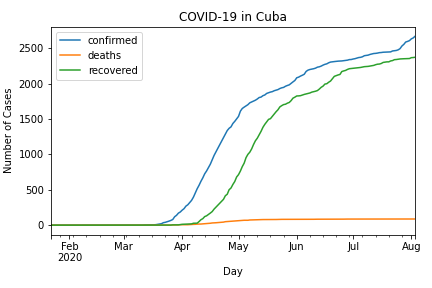 COVID-19 in Cuba
confirmed
deaths
recovered
Number of Cases
2500
2000
1500
1000
500
0
Feb
2020
Mar
Apr
May
Jun
Jul
Aug
Day